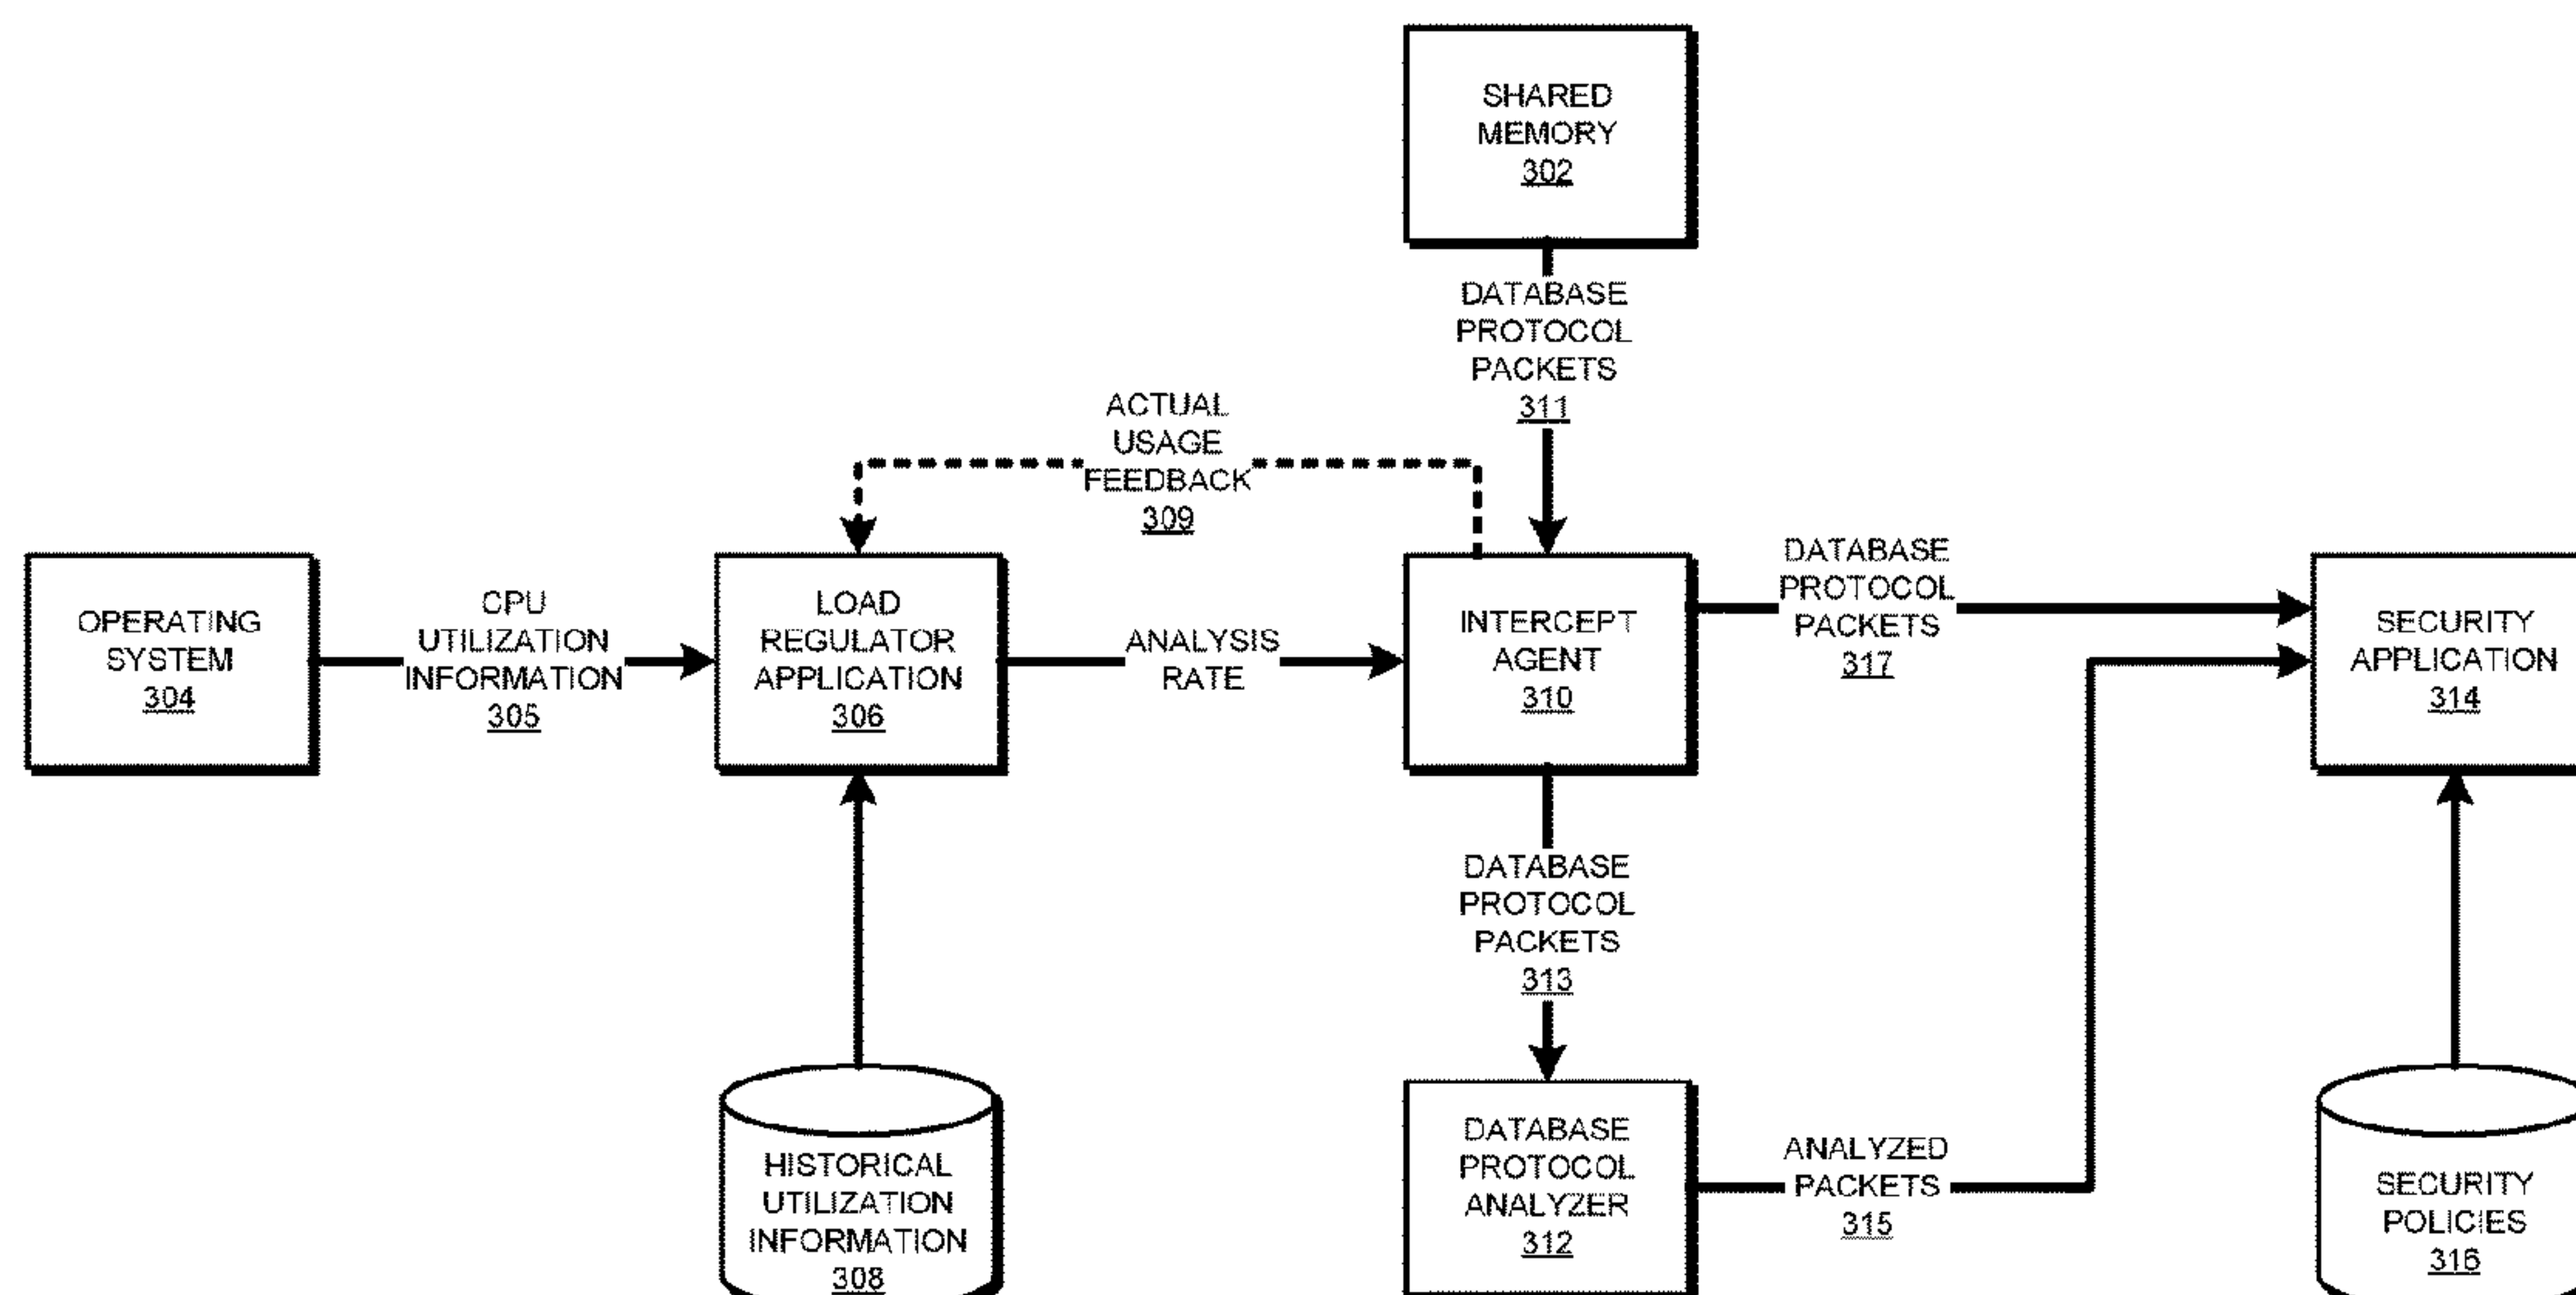 SHARED
MEMORY
302
DATABASE
PROTOCOL
PACKETS
311
ACTUAL
USAGE
FEEDBACK
309
OPERATING
SYSTEM
304
CPU
UTILIZATION
INFORMATION
305
LOAD
REGULATOR
APPLICATION
306
ANALYSIS
RATE
INTERCEPT
AGENT
310
DATABASE
PROTOCOL
PACKETS
317
SECURITY
APPLICATION
314
DATABASE
PROTOCOL
PACKETS
313
HISTORICAL
UTILIZATION
INFORMATION
308
DATABASE
PROTOCOL
ANALYZER
312
ANALYZED
PACKETS
315
SECURITY
POLICIES
316